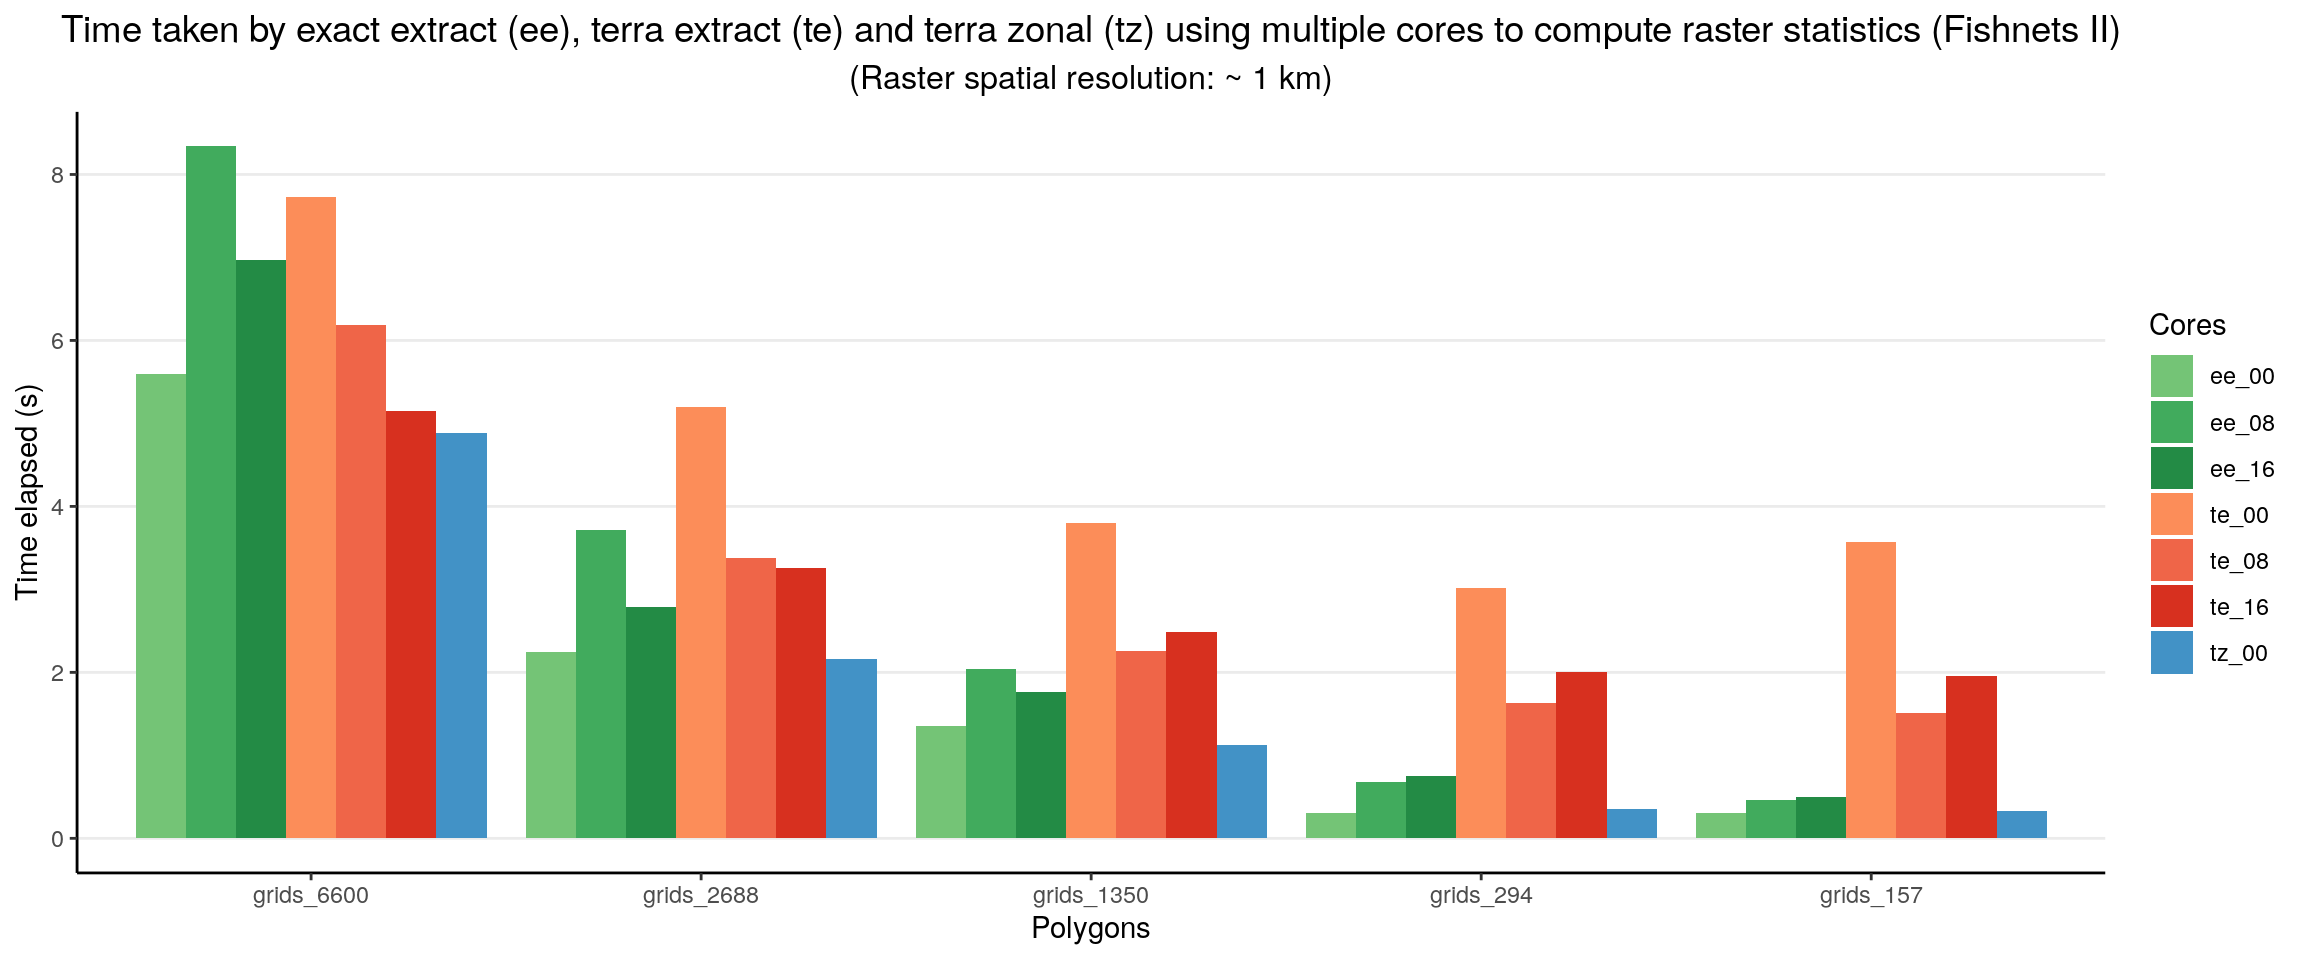 Time taken by exact extract (ee), terra extract (te) and terra zonal (tz) using multiple cores to compute raster statistics (Fishnets II)
(Raster spatial resolution: ~ 1 km)
Time elapsed (s)
8
6
4
2
0
grids_6600
grids_2688
grids_1350
grids_294
grids_157
Polygons
Cores
ee_00
ee_08
ee_16
te_00
te_08
te_16
tz_00